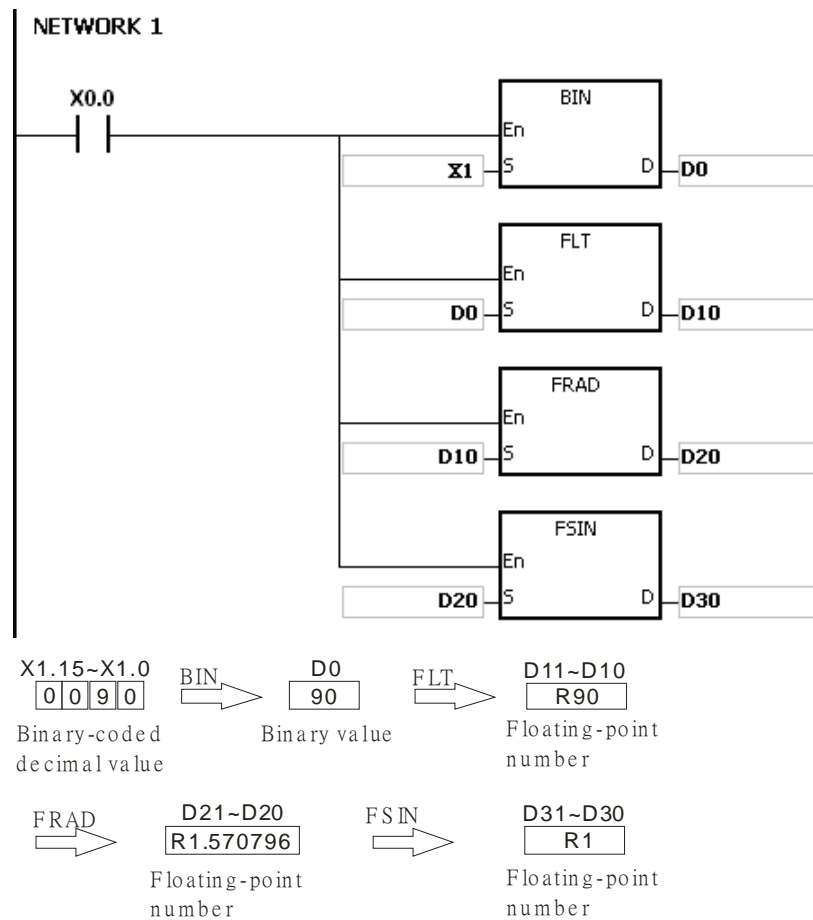 NETWORK 1
X0.0
BIN
En
X1 S D D0
FLT
En
D0 S D D10
FRAD
En
D10 S D D20
FSIN
En
D20 S D D30
X1.15~X1.0 BIN D0 FLT D11~D10
0 0 9 0 90 R90
Binary-coded Binary value Floating-point
decimal value number
FRAD D21~D20 FSIN D31~D30
R1.570796 R1
Floating-point Floating-point
number number